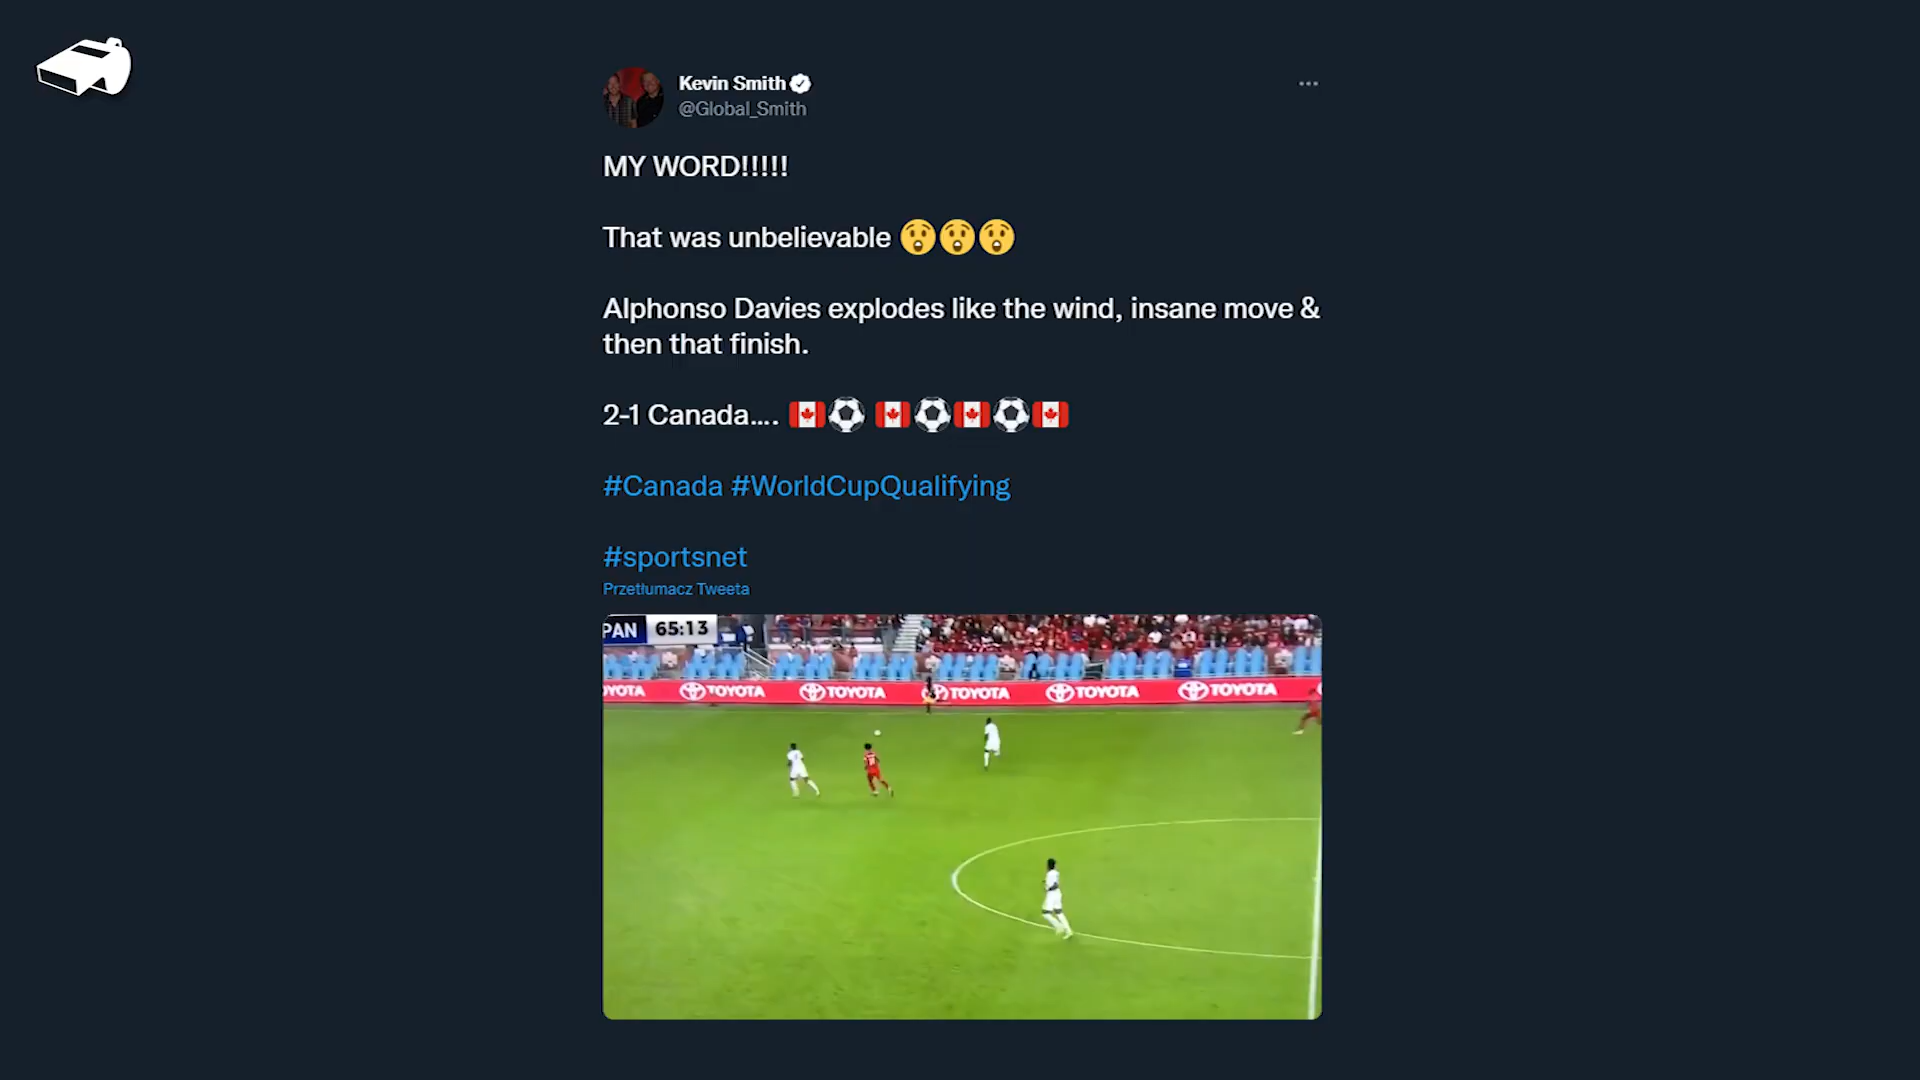 Kevin Smith
@Global_Smith
MY WORD!!!!!
That was unbelievable 😲😲😲
Alphonso Davies explodes like the wind, insane move &
then that finish.
2-1 Canada.... 🇨🇦⚽ 🇨🇦⚽🇨🇦⚽🇨🇦
#Canada #WorldCupQualifying
#sportsnet
Przetłumacz Tweeta
PAN 65:13
OYOTA TOYOTA TOYOTA TOYOTA TOYOTA TOYOTA